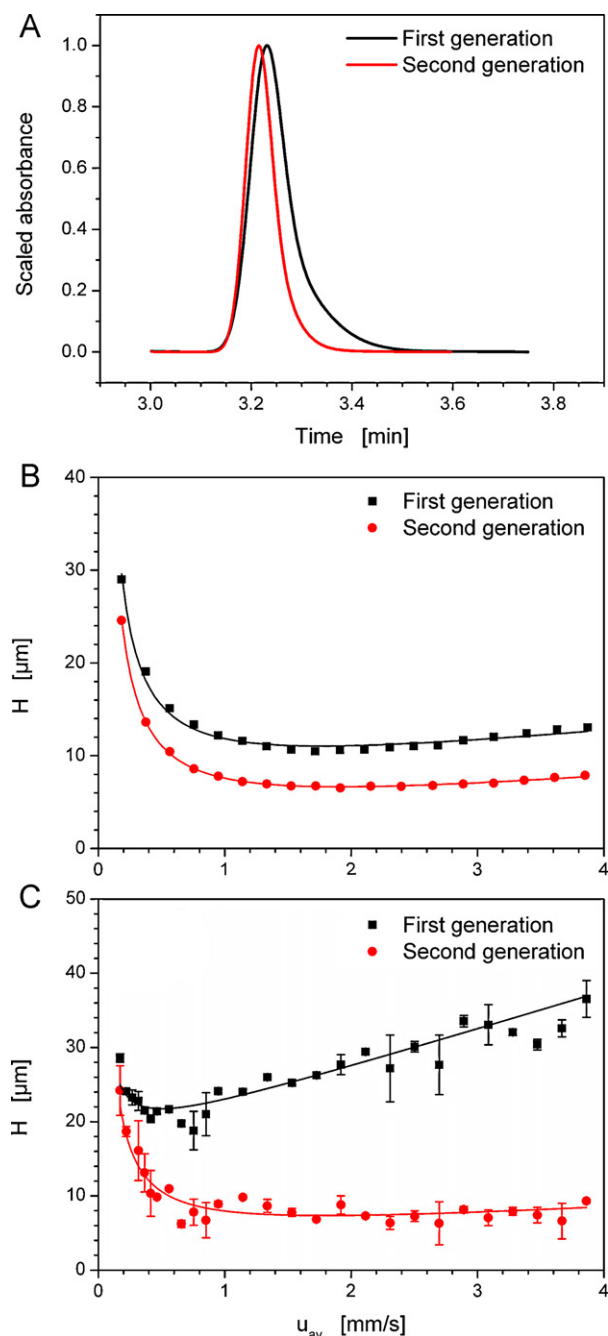 A
First generation
Second generation
Scaled absorbance
1.0
0.8
0.6
0.4
0.2
0.0
3.0 3.2 3.4 3.6 3.8
Time [min]
B
First generation
Second generation
H [µm]
40
30
20
10
0
0 1 2 3 4
C
First generation
Second generation
H [µm]
50
40
30
20
10
0
0 1 2 3 4
u_av [mm/s]